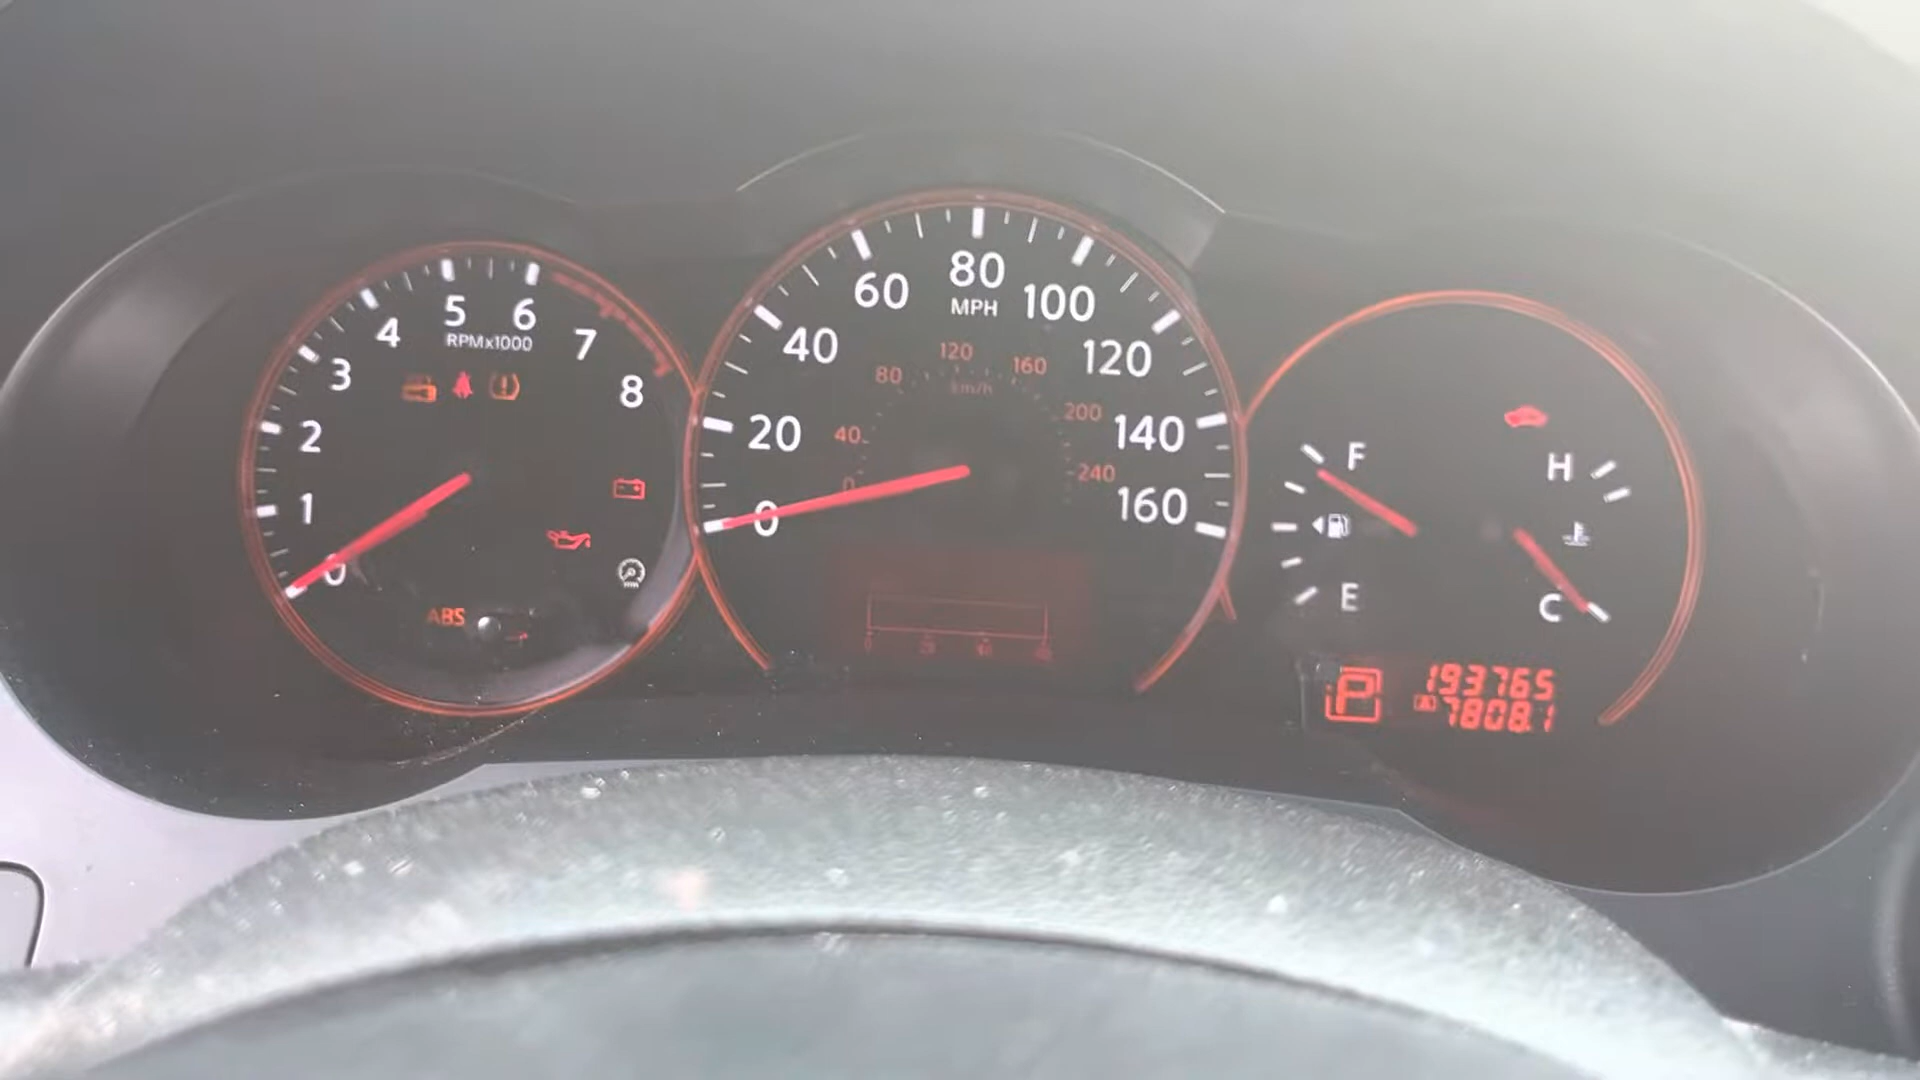 0 1 2 3 4 5 6 7 8
RPMx1000
ABS
0 20 40 60 80 100 120 140 160
MPH
0 40 80 120 160 200 240
km/h
F
E
H
C
P
193765
A 7808.1